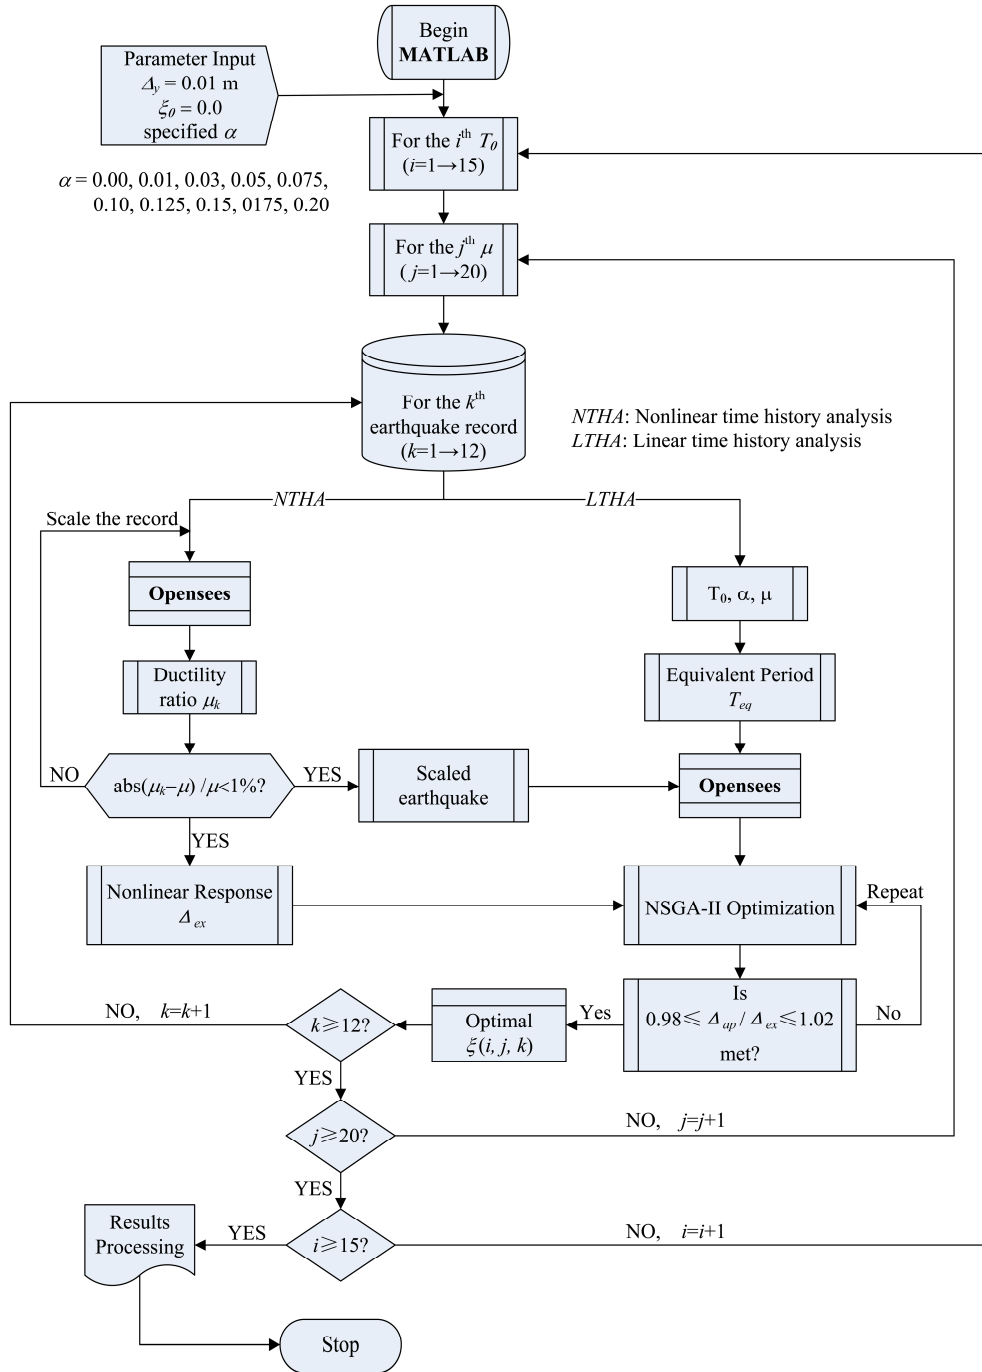 Begin
MATLAB
Parameter Input
Δy = 0.01 m
ξ0 = 0.0
specified α
α = 0.00, 0.01, 0.03, 0.05, 0.075,
0.10, 0.125, 0.15, 0175, 0.20
For the ith T0
(i=1→15)
For the jth μ
( j=1→20)
For the kth
earthquake record
(k=1→12)
NTHA: Nonlinear time history analysis
LTHA: Linear time history analysis
NTHA
LTHA
Scale the record
Opensees
T0, α, μ
Ductility
ratio μk
Equivalent Period
Teq
NO
abs(μk−μ) /μ<1%?
YES
Scaled
earthquake
Opensees
YES
Nonlinear Response
Δex
NSGA-II Optimization
Repeat
NO, k=k+1
k≥12?
Optimal
ξ(i, j, k)
Yes
Is
0.98≤ Δap / Δex ≤1.02
met?
No
YES
j≥20?
NO, j=j+1
YES
Results
Processing
YES
i≥15?
NO, i=i+1
Stop